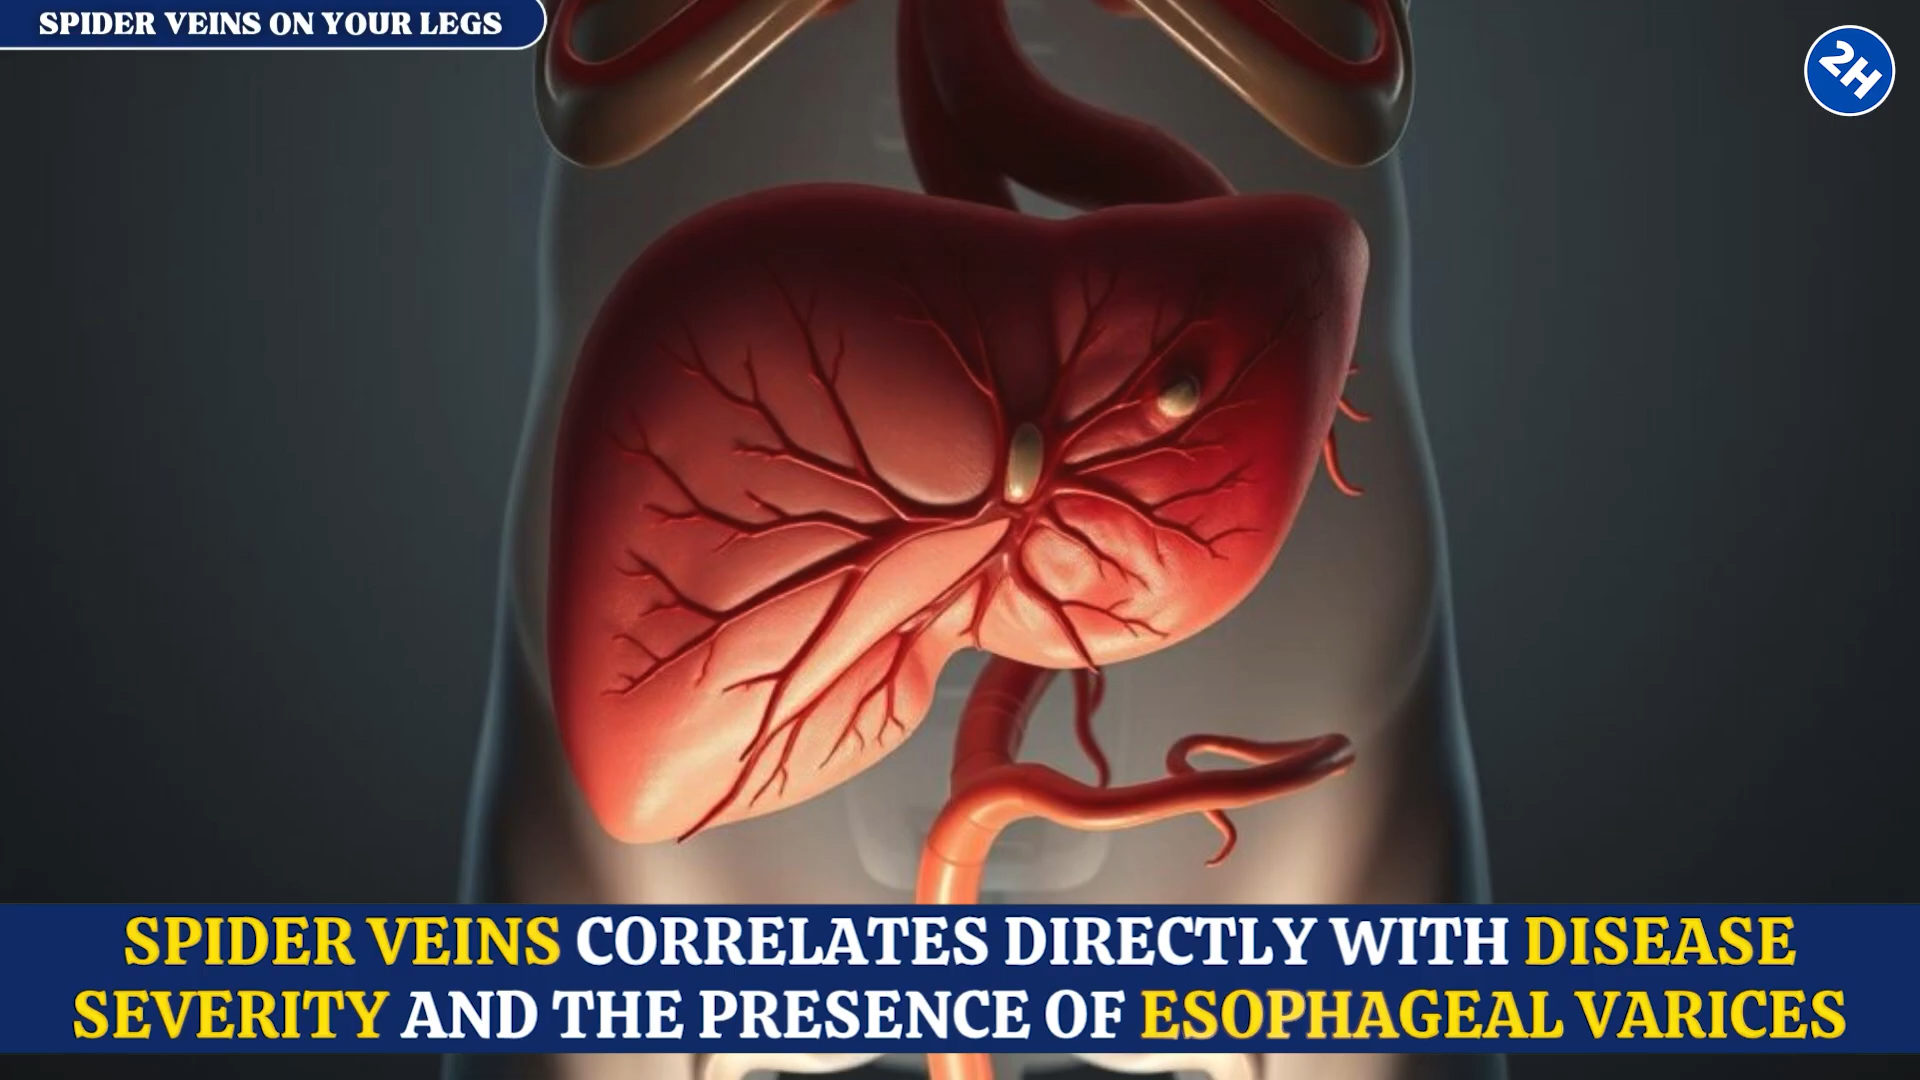 SPIDER VEINS ON YOUR LEGS
2H
SPIDER VEINS CORRELATES DIRECTLY WITH DISEASE
SEVERITY AND THE PRESENCE OF ESOPHAGEAL VARICES